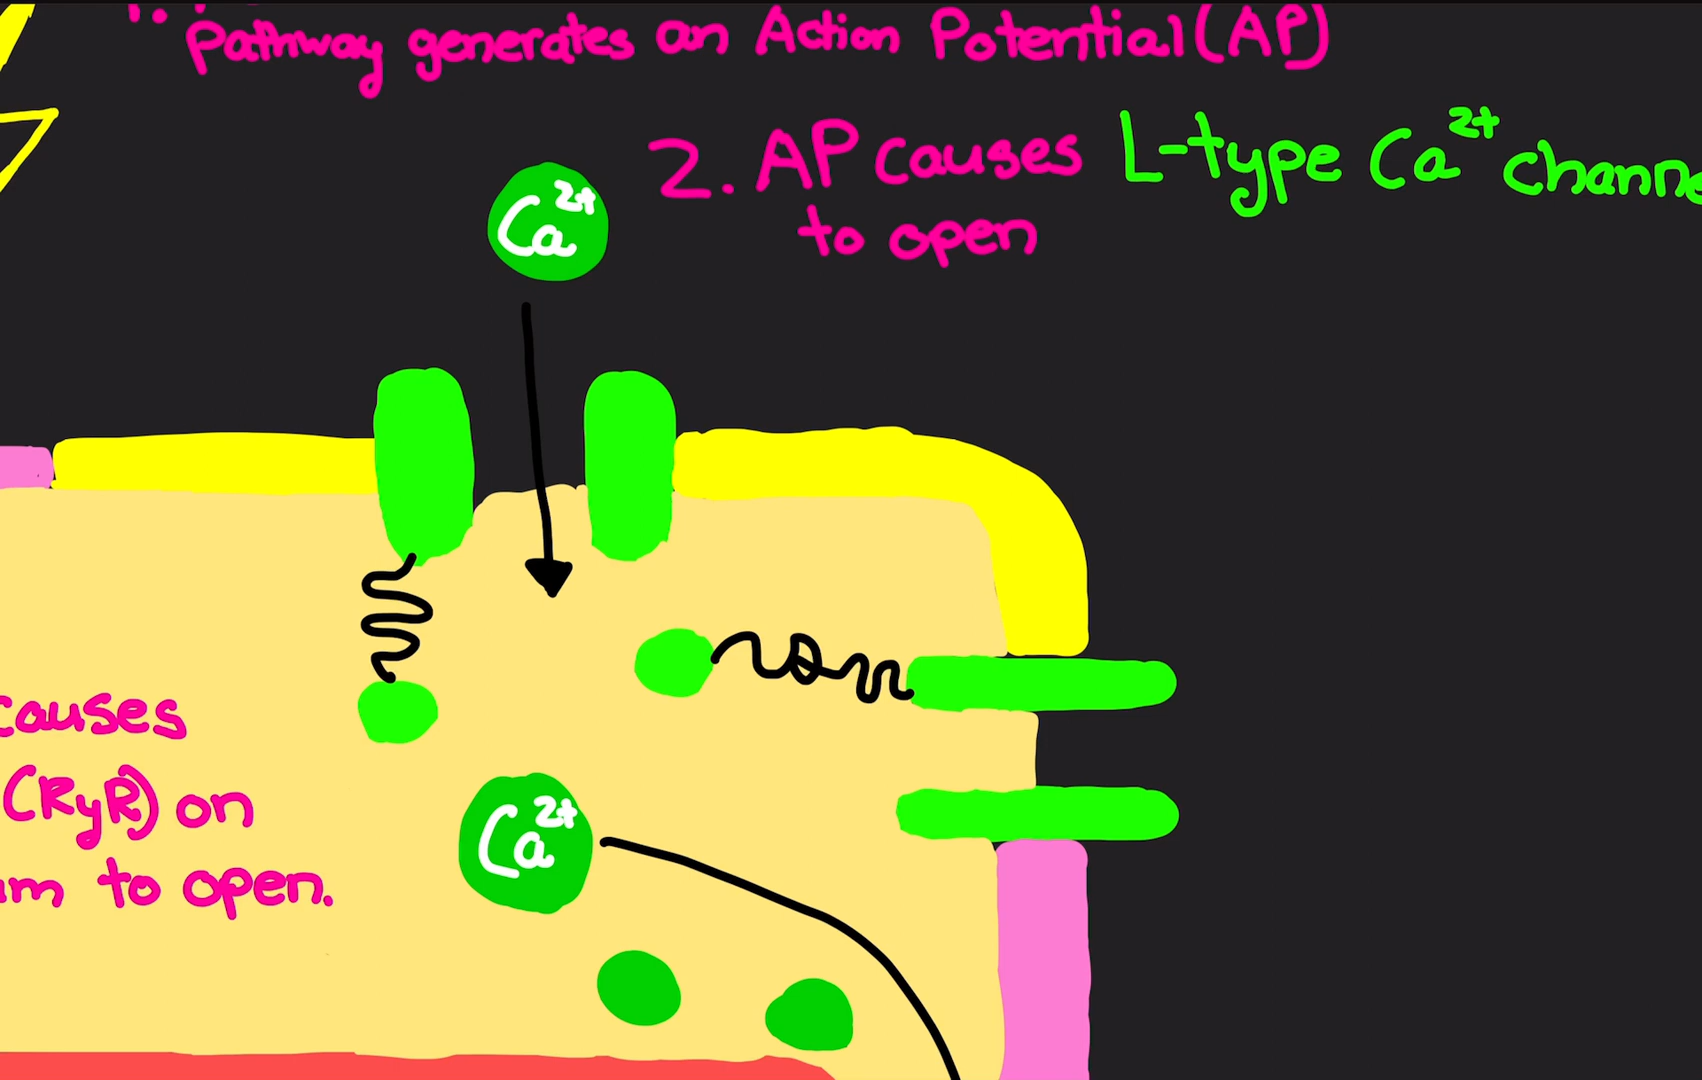 Pathway generates an Action Potential (AP)
2. AP causes L-type Ca²⁺
to open
Ca²⁺
causes
(RyR) on
to open.
Ca²⁺